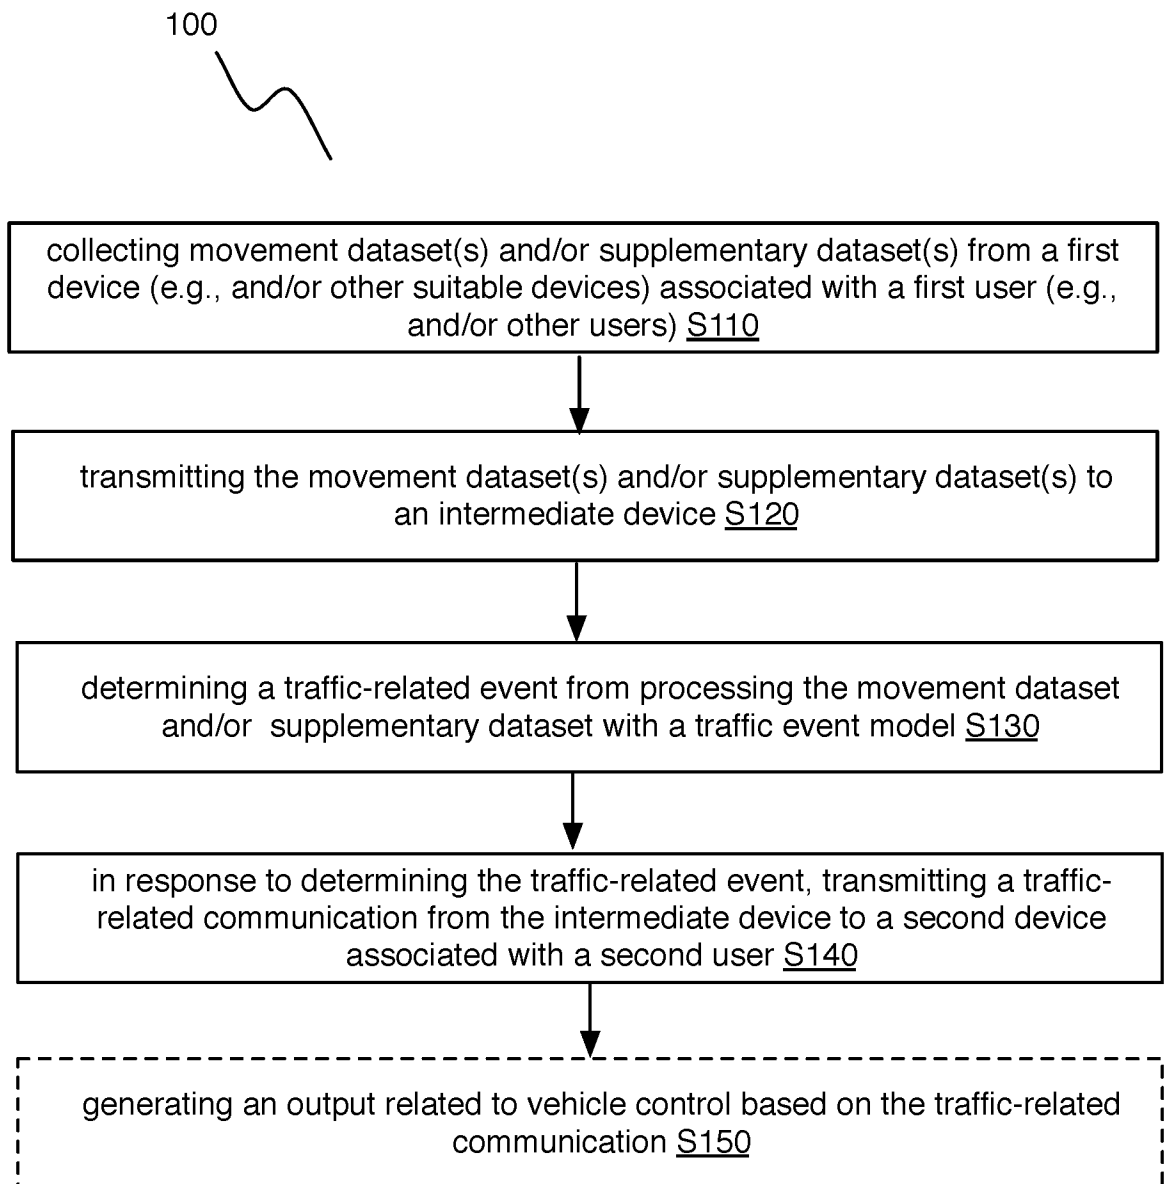 100
collecting movement dataset(s) and/or supplementary dataset(s) from a first
device (e.g., and/or other suitable devices) associated with a first user (e.g.,
and/or other users) S110
transmitting the movement dataset(s) and/or supplementary dataset(s) to
an intermediate device S120
determining a traffic-related event from processing the movement dataset
and/or  supplementary dataset with a traffic event model S130
in response to determining the traffic-related event, transmitting a traffic-
related communication from the intermediate device to a second device
associated with a second user S140
generating an output related to vehicle control based on the traffic-related
communication S150